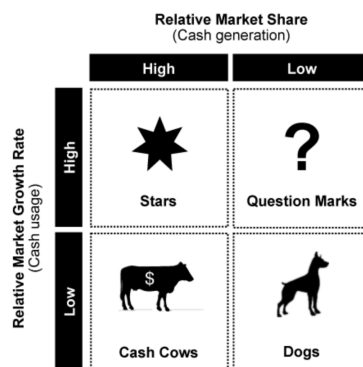 Relative Market Share
(Cash generation)
High
Low
Relative Market Growth Rate
(Cash usage)
High
Low
Stars
?
Question Marks
$
Cash Cows
Dogs